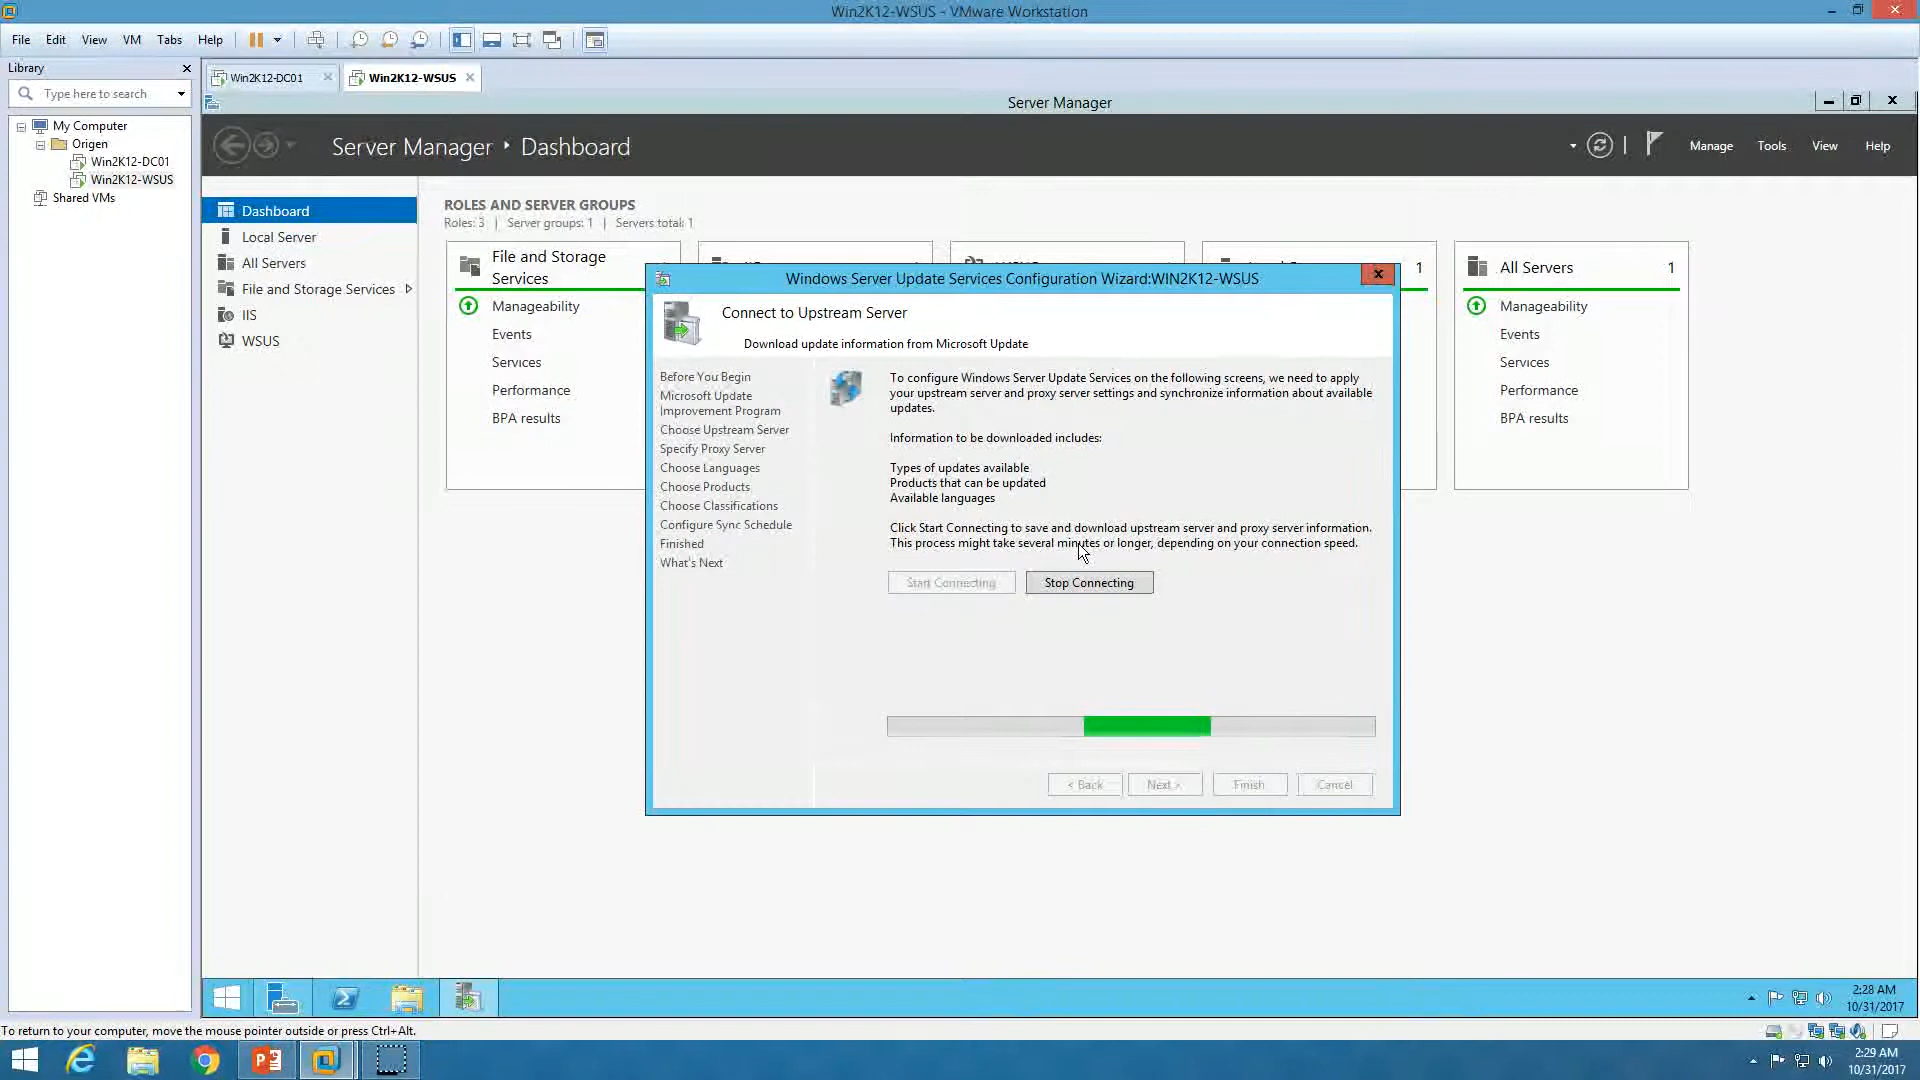 Win2K12-WSUS - VMware Workstation
File Edit View VM Tabs Help
Library
Type here to search
My Computer
Origen
Win2K12-DC01
Win2K12-WSUS
Shared VMs
Win2K12-DC01
Win2K12-WSUS
Server Manager
Server Manager • Dashboard
Manage Tools View Help
Dashboard
Local Server
All Servers
File and Storage Services
IIS
WSUS
ROLES AND SERVER GROUPS
Roles: 3 | Server groups: 1 | Servers total: 1
File and Storage
Services
Manageability
Events
Services
Performance
BPA results
1
All Servers 1
Manageability
Events
Services
Performance
BPA results
Windows Server Update Services Configuration Wizard:WIN2K12-WSUS
Connect to Upstream Server
Download update information from Microsoft Update
Before You Begin
Microsoft Update
Improvement Program
Choose Upstream Server
Specify Proxy Server
Choose Languages
Choose Products
Choose Classifications
Configure Sync Schedule
Finished
What's Next
To configure Windows Server Update Services on the following screens, we need to apply
your upstream server and proxy server settings and synchronize information about available
updates.
Information to be downloaded includes:
Types of updates available
Products that can be updated
Available languages
Click Start Connecting to save and download upstream server and proxy server information.
This process might take several minutes or longer, depending on your connection speed.
Start Connecting Stop Connecting
< Back Next > Finish Cancel
2:28 AM
10/31/2017
To return to your computer, move the mouse pointer outside or press Ctrl+Alt.
2:29 AM
10/31/2017